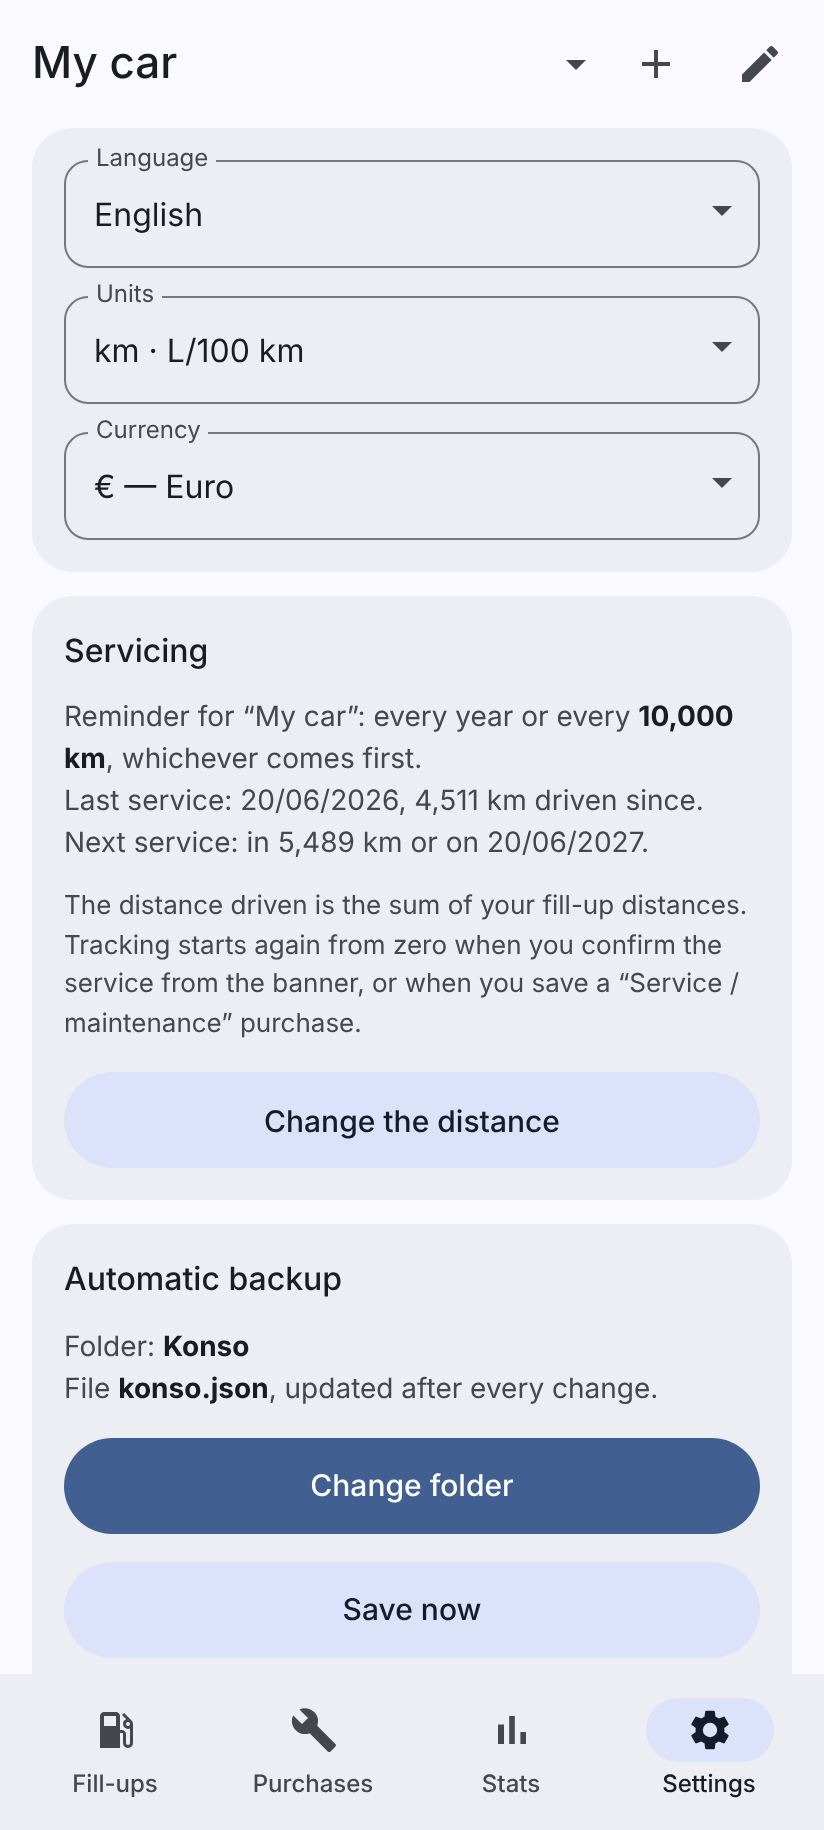 My car
Language
English
Units
km · L/100 km
Currency
€ — Euro
Servicing
Reminder for “My car”: every year or every 10,000
km, whichever comes first.
Last service: 20/06/2026, 4,511 km driven since.
Next service: in 5,489 km or on 20/06/2027.
The distance driven is the sum of your fill-up distances.
Tracking starts again from zero when you confirm the
service from the banner, or when you save a “Service /
maintenance” purchase.
Change the distance
Automatic backup
Folder: Konso
File konso.json, updated after every change.
Change folder
Save now
Fill-ups
Purchases
Stats
Settings